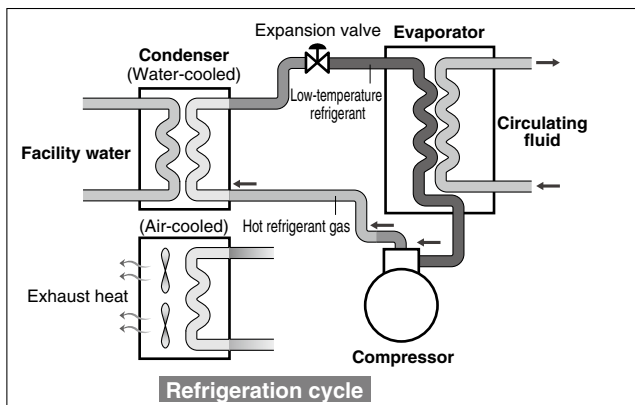 Expansion valve
Evaporator
Condenser
(Water-cooled)
Low-temperature
refrigerant
Circulating
fluid
Facility water
(Air-cooled)
Hot refrigerant gas
Exhaust heat
Compressor
Refrigeration cycle